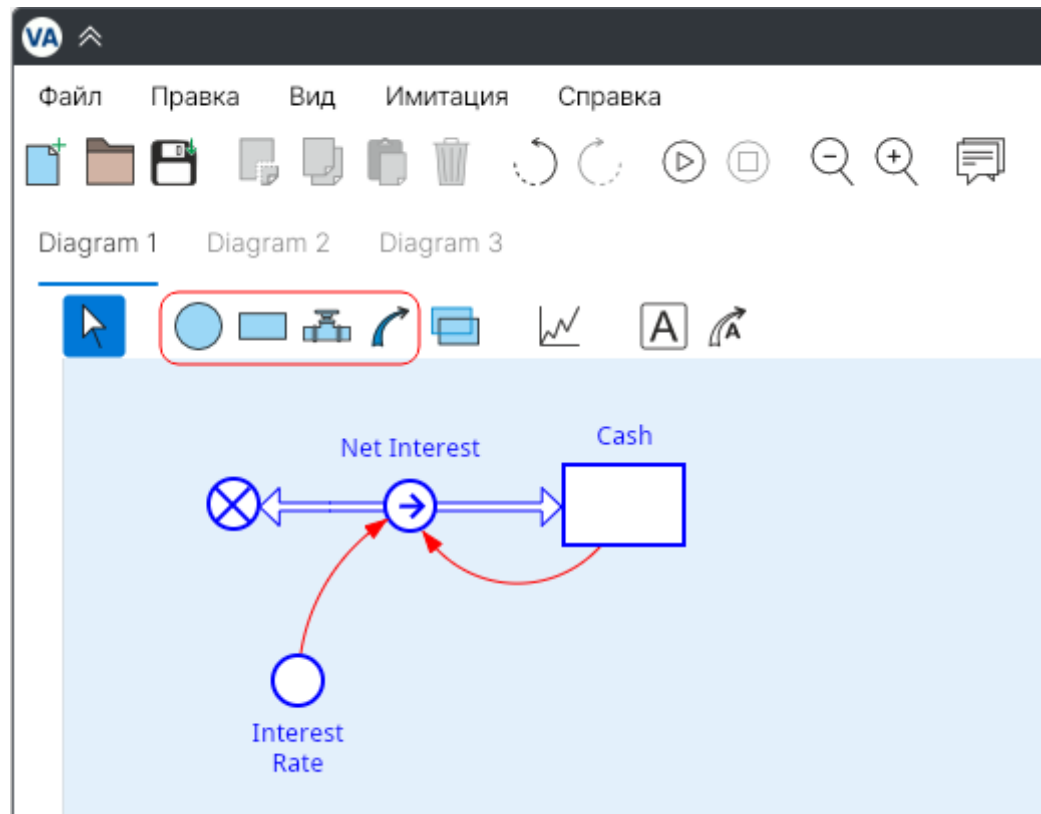 VA
Файл Правка Вид Имитация Справка
Diagram 1 Diagram 2 Diagram 3
A A
Net Interest
Cash
Interest
Rate